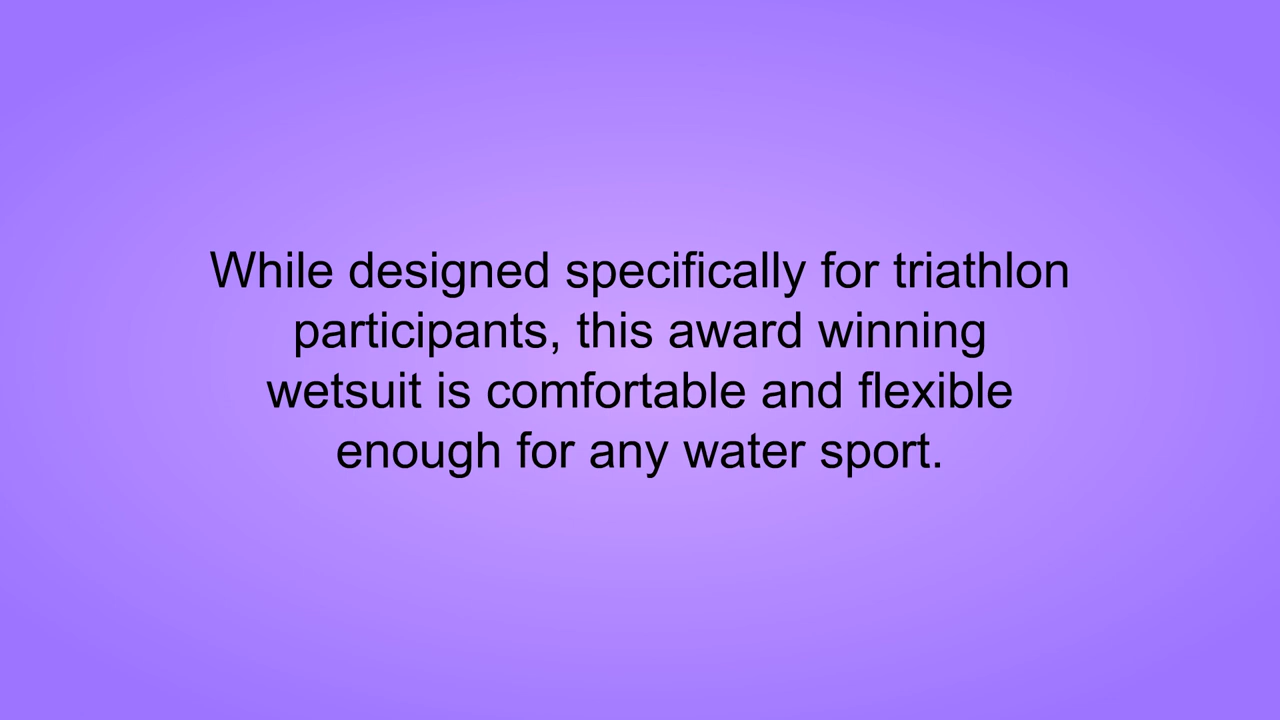 While designed specifically for triathlon
participants, this award winning
wetsuit is comfortable and flexible
enough for any water sport.